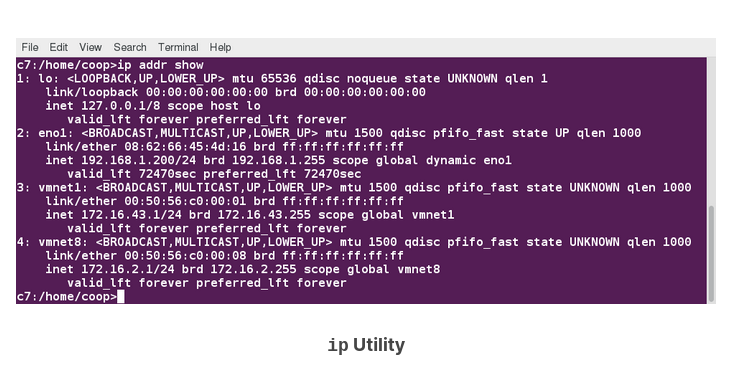 File Edit View Search Terminal Help
c7:/home/coop>ip addr show
1: lo: <LOOPBACK,UP,LOWER_UP> mtu 65536 qdisc noqueue state UNKNOWN qlen 1
    link/loopback 00:00:00:00:00:00 brd 00:00:00:00:00:00
    inet 127.0.0.1/8 scope host lo
       valid_lft forever preferred_lft forever
2: eno1: <BROADCAST,MULTICAST,UP,LOWER_UP> mtu 1500 qdisc pfifo_fast state UP qlen 1000
    link/ether 08:62:66:45:4d:16 brd ff:ff:ff:ff:ff:ff
    inet 192.168.1.200/24 brd 192.168.1.255 scope global dynamic eno1
       valid_lft 72470sec preferred_lft 72470sec
3: vmnet1: <BROADCAST,MULTICAST,UP,LOWER_UP> mtu 1500 qdisc pfifo_fast state UNKNOWN qlen 1000
    link/ether 00:50:56:c0:00:01 brd ff:ff:ff:ff:ff:ff
    inet 172.16.43.1/24 brd 172.16.43.255 scope global vmnet1
       valid_lft forever preferred_lft forever
4: vmnet8: <BROADCAST,MULTICAST,UP,LOWER_UP> mtu 1500 qdisc pfifo_fast state UNKNOWN qlen 1000
    link/ether 00:50:56:c0:00:08 brd ff:ff:ff:ff:ff:ff
    inet 172.16.2.1/24 brd 172.16.2.255 scope global vmnet8
       valid_lft forever preferred_lft forever
c7:/home/coop>
ip Utility